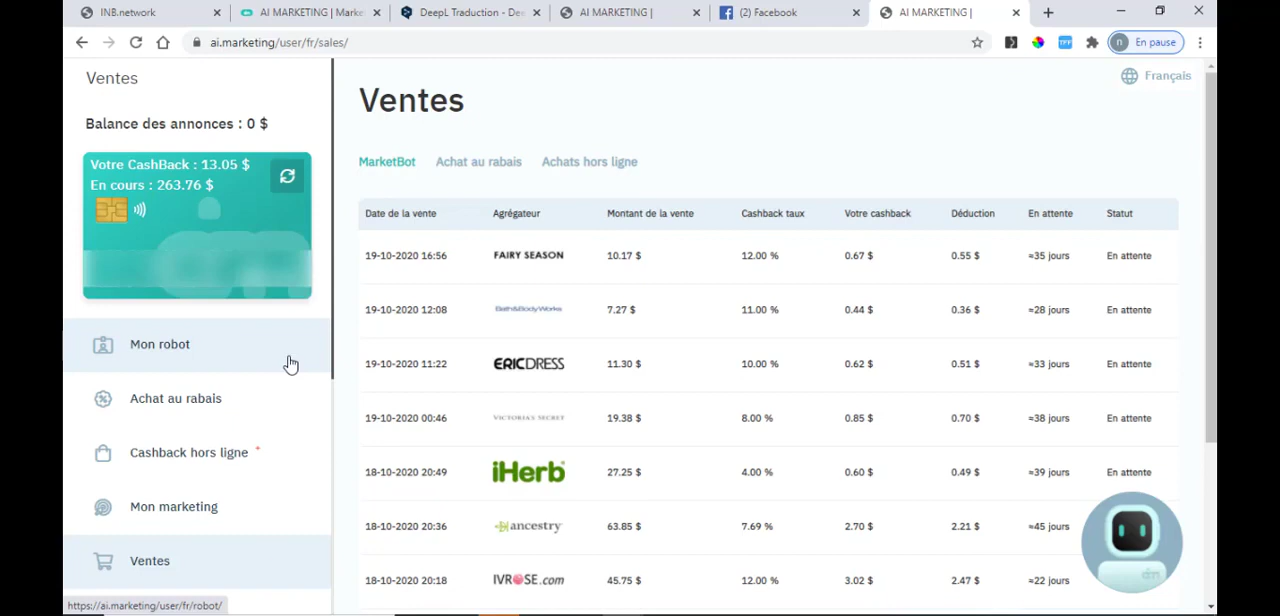 INB.network
AI MARKETING | Marke
DeepL Traduction - Dee
AI MARKETING |
(2) Facebook
AI MARKETING |
ai.marketing/user/fr/sales/
TFF
n En pause
Ventes
Balance des annonces : 0 $
Votre CashBack : 13.05 $
En cours : 263.76 $
Mon robot
Achat au rabais
Cashback hors ligne *
Mon marketing
Ventes
https://ai.marketing/user/fr/robot/
Français
Ventes
MarketBot Achat au rabais Achats hors ligne
Date de la vente Agrégateur Montant de la vente Cashback taux Votre cashback Déduction En attente Statut
19-10-2020 16:56 FAIRY SEASON 10.17 $ 12.00 % 0.67 $ 0.55 $ ≈35 jours En attente
19-10-2020 12:08 Bath&BodyWorks 7.27 $ 11.00 % 0.44 $ 0.36 $ ≈28 jours En attente
19-10-2020 11:22 ERICDRESS 11.30 $ 10.00 % 0.62 $ 0.51 $ ≈33 jours En attente
19-10-2020 00:46 VICTORIA'S SECRET 19.38 $ 8.00 % 0.85 $ 0.70 $ ≈38 jours En attente
18-10-2020 20:49 iHerb 27.25 $ 4.00 % 0.60 $ 0.49 $ ≈39 jours En attente
18-10-2020 20:36 ancestry 63.85 $ 7.69 % 2.70 $ 2.21 $ ≈45 jours
18-10-2020 20:18 IVROSE.com 45.75 $ 12.00 % 3.02 $ 2.47 $ ≈22 jours